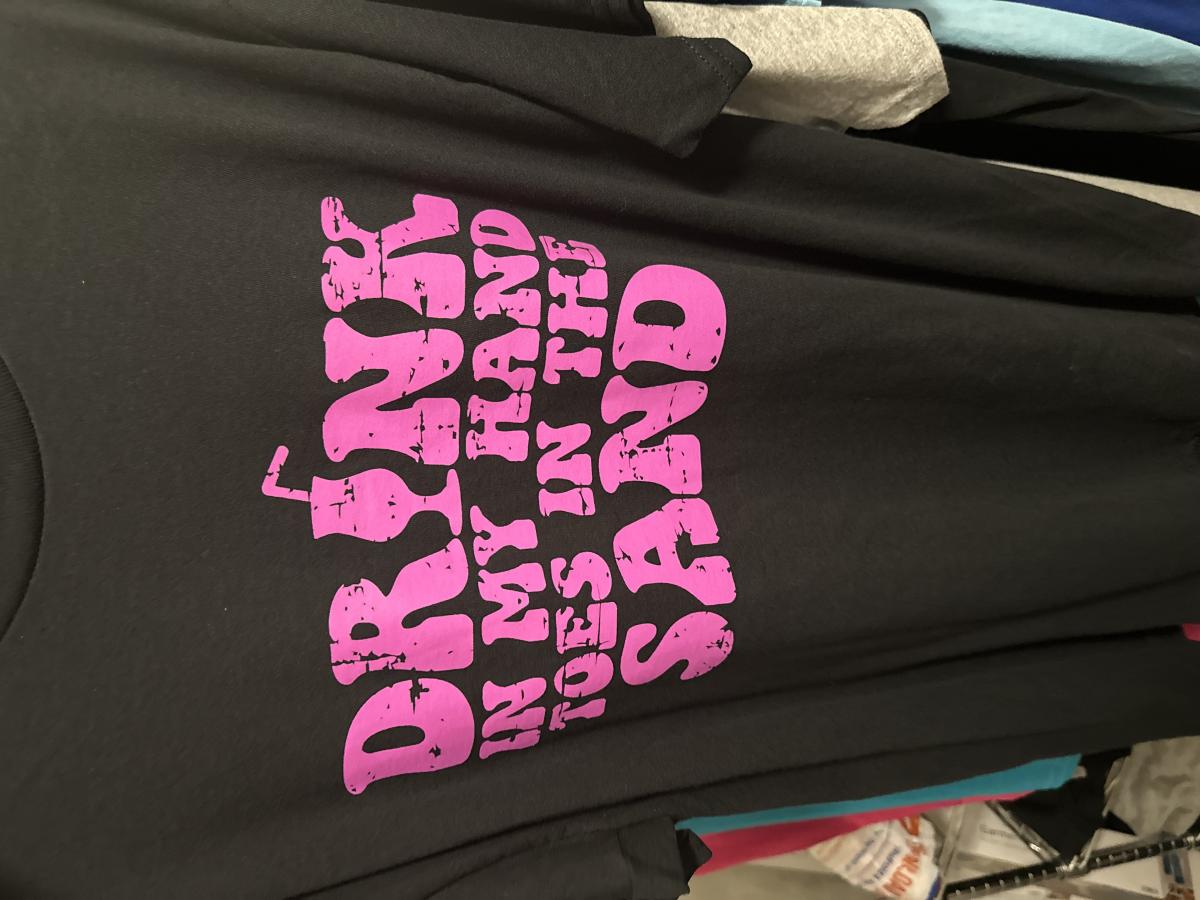 DRINK
IN MY HAND
TOES IN THE
SAND